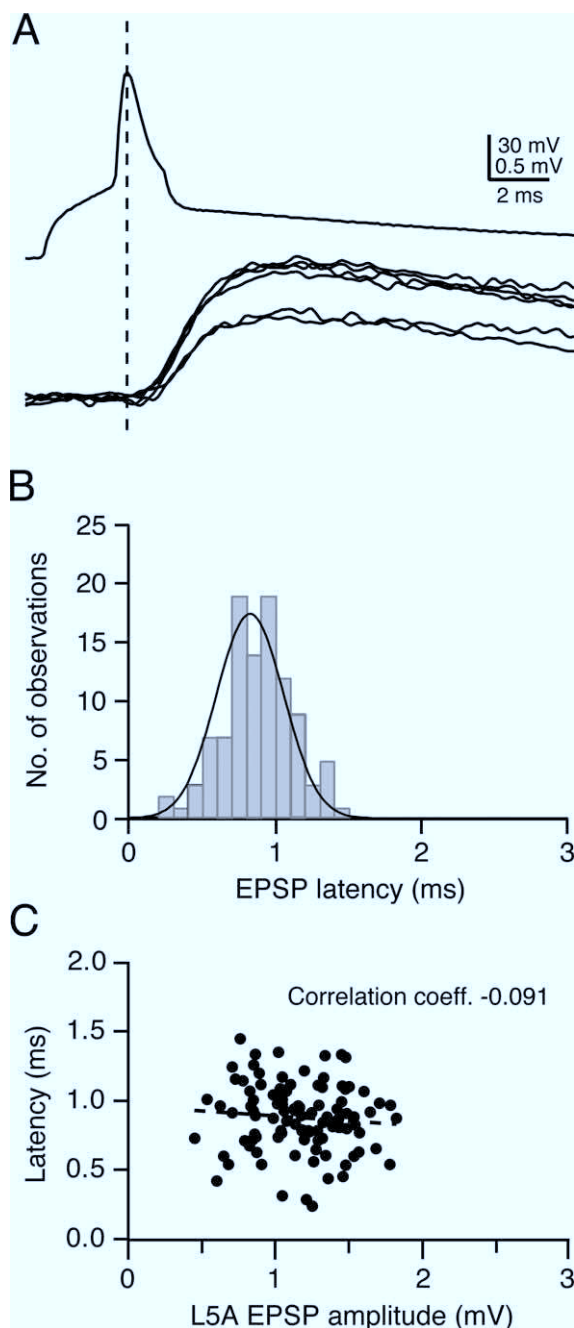 A
30 mV
0.5 mV
2 ms
B
25
20
15
10
5
0
No. of observations
0 1 2 3
EPSP latency (ms)
C
2.0
1.5
1.0
0.5
0.0
Latency (ms)
Correlation coeff. -0.091
0 1 2 3
L5A EPSP amplitude (mV)